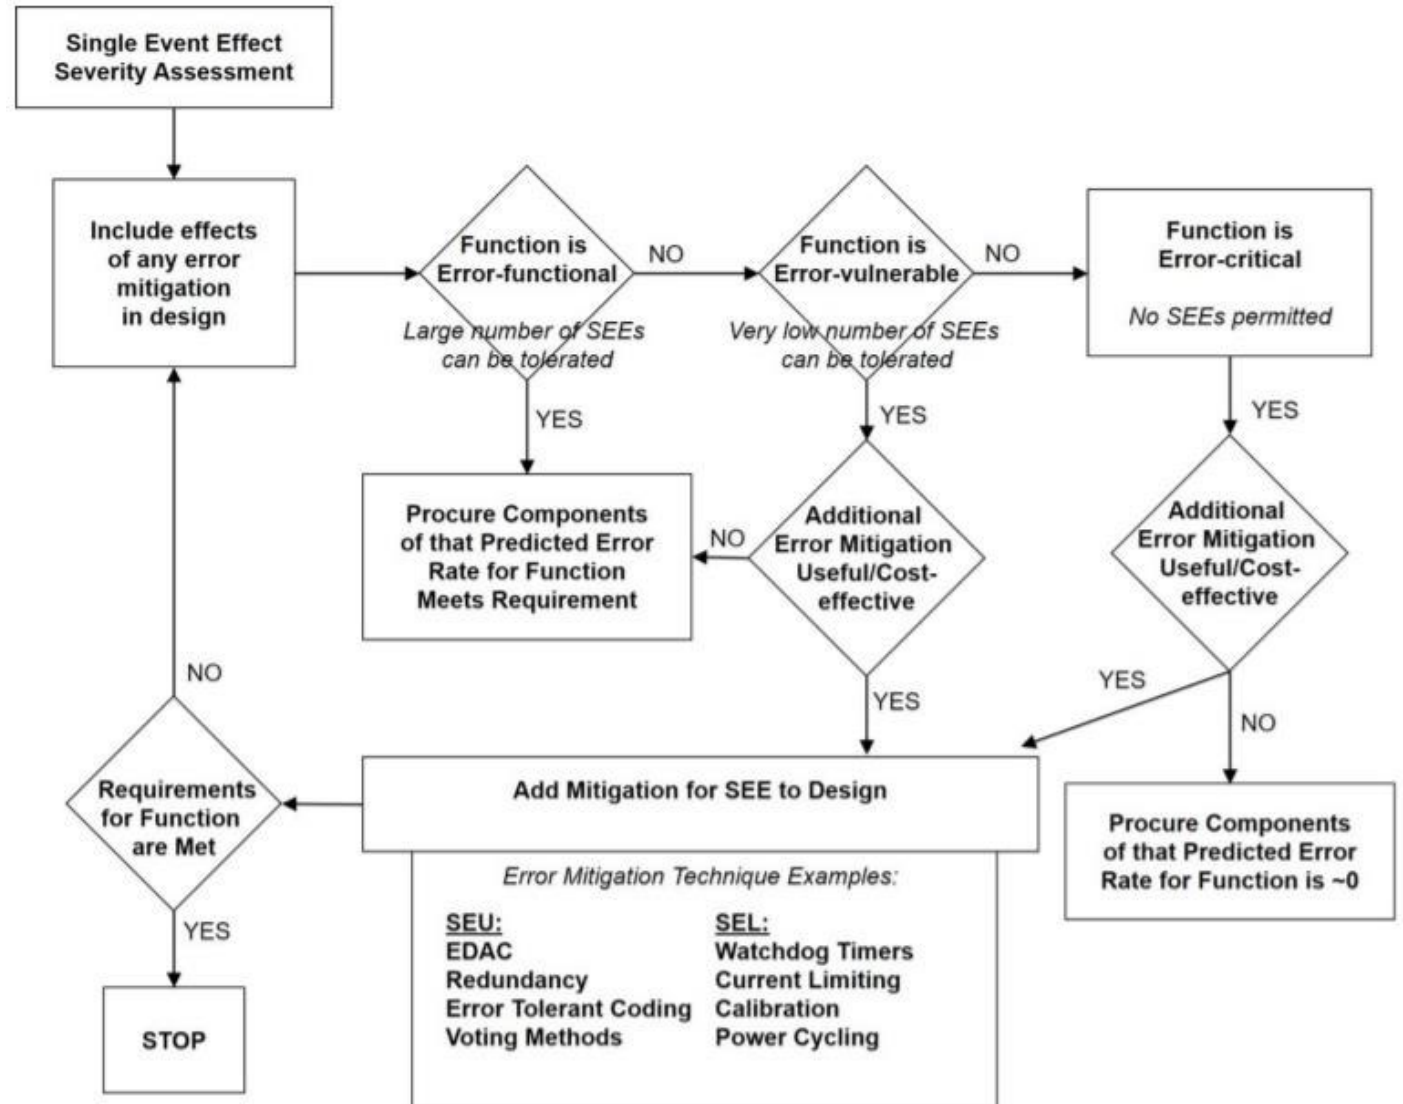 Single Event Effect
Severity Assessment
Include effects
of any error
mitigation
in design
Function is
Error-functional
Large number of SEEs
can be tolerated
NO
YES
Function is
Error-vulnerable
Very low number of SEEs
can be tolerated
NO
YES
Function is
Error-critical
No SEEs permitted
YES
Procure Components
of that Predicted Error
Rate for Function
Meets Requirement
NO
Additional
Error Mitigation
Useful/Cost-
effective
YES
Additional
Error Mitigation
Useful/Cost-
effective
YES
NO
Procure Components
of that Predicted Error
Rate for Function is ~0
NO
Requirements
for Function
are Met
YES
STOP
Add Mitigation for SEE to Design
Error Mitigation Technique Examples:
SEU:
EDAC
Redundancy
Error Tolerant Coding
Voting Methods
SEL:
Watchdog Timers
Current Limiting
Calibration
Power Cycling